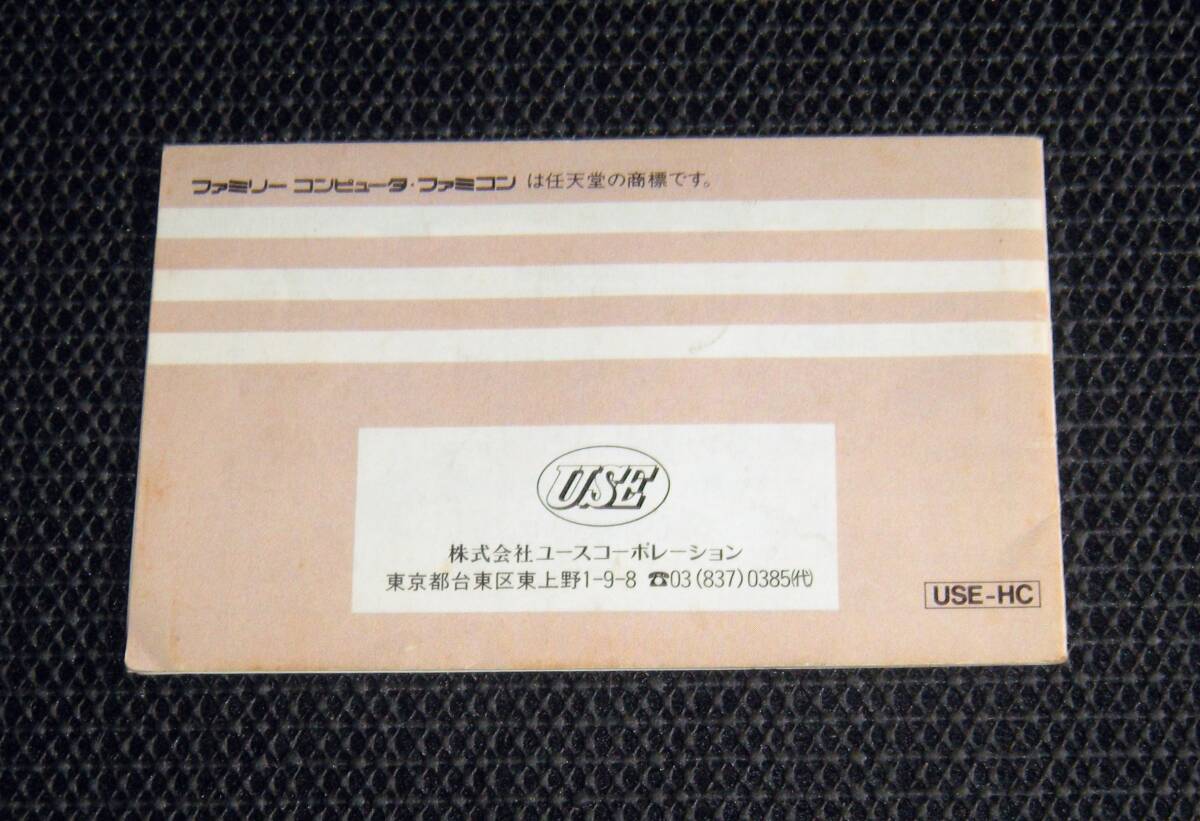 ファミリー コンピュータ・ファミコン は任天堂の商標です。
USE
株式会社ユースコーポレーション
東京都台東区東上野1-9-8 ☎03(837)0385㈹
USE-HC